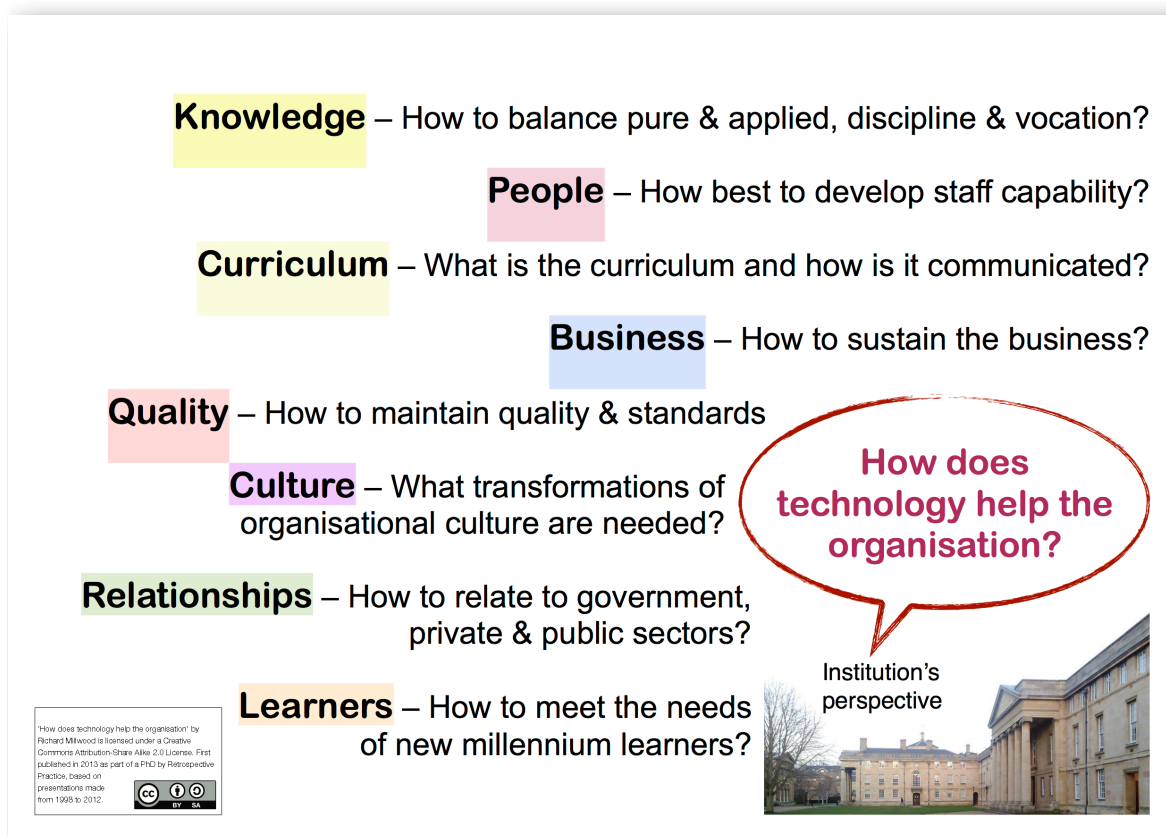 Knowledge – How to balance pure & applied, discipline & vocation?
People – How best to develop staff capability?
Curriculum – What is the curriculum and how is it communicated?
Business – How to sustain the business?
Quality – How to maintain quality & standards
Culture – What transformations of
organisational culture are needed?
Relationships – How to relate to government,
private & public sectors?
Learners – How to meet the needs
of new millennium learners?
How does
technology help the
organisation?
Institution's
perspective
'How does technology help the organisation' by
Richard Millwood is licensed under a Creative
Commons Attribution-Share Alike 2.0 License. First
published in 2013 as part of a PhD by Retrospective
Practice, based on
presentations made
from 1998 to 2012.
cc
BY SA